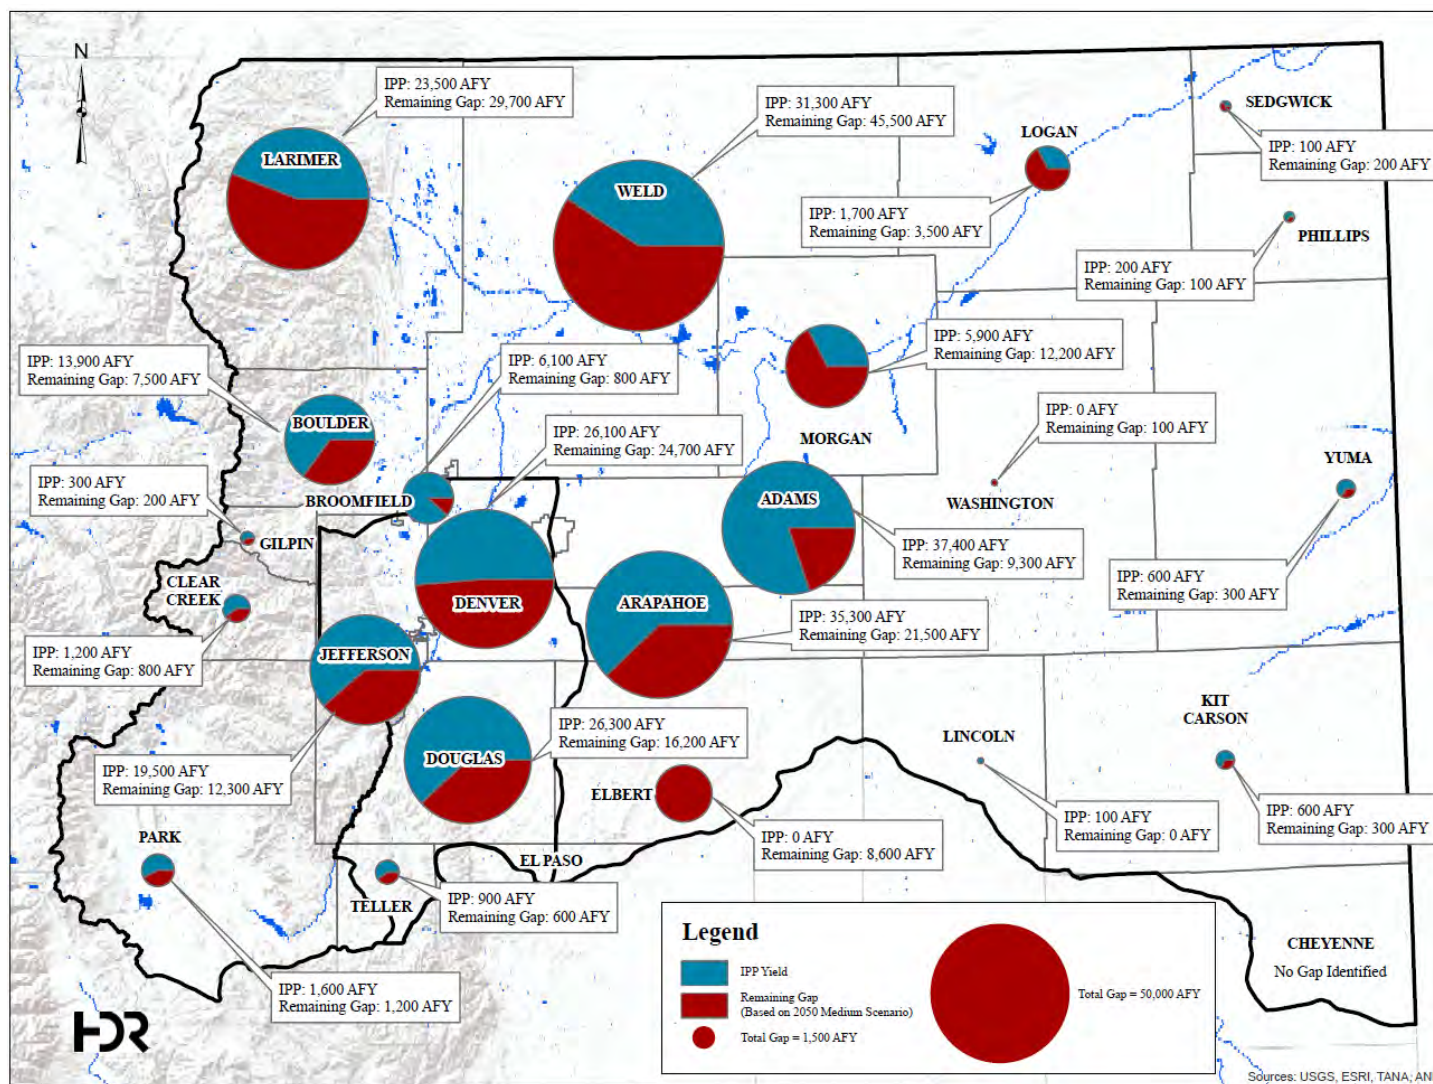 N
IPP: 23,500 AFY
Remaining Gap: 29,700 AFY
LARIMER
IPP: 31,300 AFY
Remaining Gap: 45,500 AFY
WELD
LOGAN
IPP: 1,700 AFY
Remaining Gap: 3,500 AFY
SEDGWICK
IPP: 100 AFY
Remaining Gap: 200 AFY
PHILLIPS
IPP: 200 AFY
Remaining Gap: 100 AFY
IPP: 13,900 AFY
Remaining Gap: 7,500 AFY
BOULDER
IPP: 6,100 AFY
Remaining Gap: 800 AFY
BROOMFIELD
IPP: 5,900 AFY
Remaining Gap: 12,200 AFY
MORGAN
IPP: 26,100 AFY
Remaining Gap: 24,700 AFY
DENVER
IPP: 0 AFY
Remaining Gap: 100 AFY
WASHINGTON
YUMA
IPP: 600 AFY
Remaining Gap: 300 AFY
IPP: 300 AFY
Remaining Gap: 200 AFY
GILPIN
ADAMS
IPP: 37,400 AFY
Remaining Gap: 9,300 AFY
CLEAR
CREEK
IPP: 1,200 AFY
Remaining Gap: 800 AFY
ARAPAHOE
IPP: 35,300 AFY
Remaining Gap: 21,500 AFY
JEFFERSON
IPP: 19,500 AFY
Remaining Gap: 12,300 AFY
DOUGLAS
IPP: 26,300 AFY
Remaining Gap: 16,200 AFY
ELBERT
IPP: 0 AFY
Remaining Gap: 8,600 AFY
LINCOLN
IPP: 100 AFY
Remaining Gap: 0 AFY
KIT
CARSON
IPP: 600 AFY
Remaining Gap: 300 AFY
PARK
IPP: 1,600 AFY
Remaining Gap: 1,200 AFY
TELLER
IPP: 900 AFY
Remaining Gap: 600 AFY
EL PASO
CHEYENNE
No Gap Identified
Legend
IPP Yield
Remaining Gap
(Based on 2050 Medium Scenario)
Total Gap = 1,500 AFY
Total Gap = 50,000 AFY
HDR
Sources: USGS, ESRI, TANA, AN